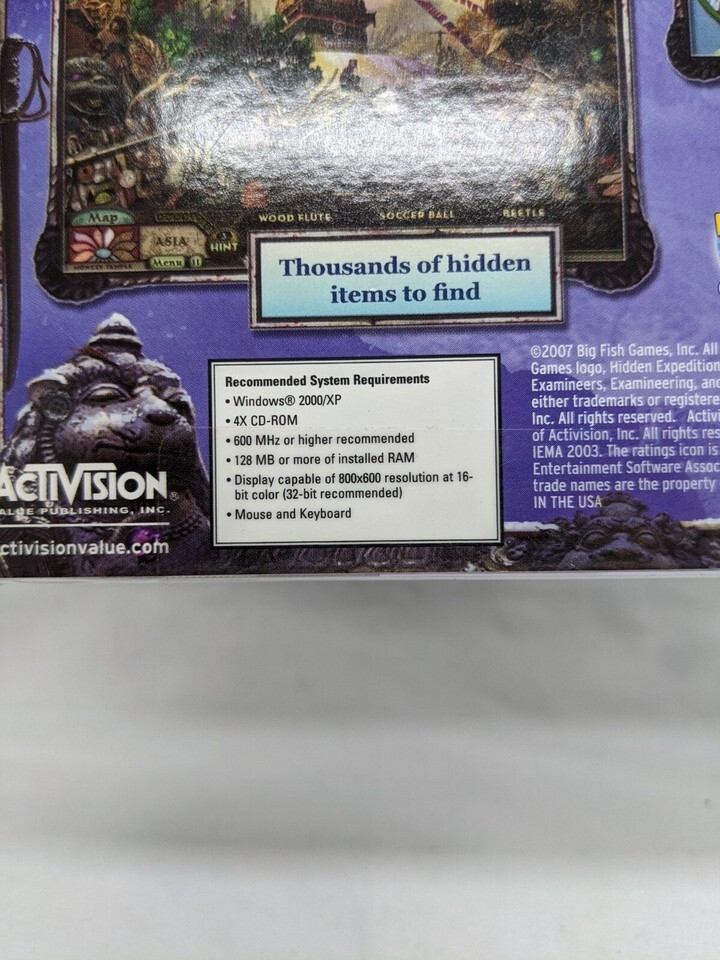 WOOD FLUTE
SOCCER BALL
BEETLE
Map
ASIA
HINT
Menu
MONKEY TEMPLE
Thousands of hidden
items to find
Recommended System Requirements
• Windows® 2000/XP
• 4X CD-ROM
• 600 MHz or higher recommended
• 128 MB or more of installed RAM
• Display capable of 800x600 resolution at 16-
bit color (32-bit recommended)
• Mouse and Keyboard
ACTIVISION®
ALUE PUBLISHING, INC.
ctivisionvalue.com
©2007 Big Fish Games, Inc. All
Games logo, Hidden Expedition
Examineers, Examineering, and
either trademarks or registere
Inc. All rights reserved. Activi
of Activision, Inc. All rights res
IEMA 2003. The ratings icon is
Entertainment Software Assoc
trade names are the property
IN THE USA